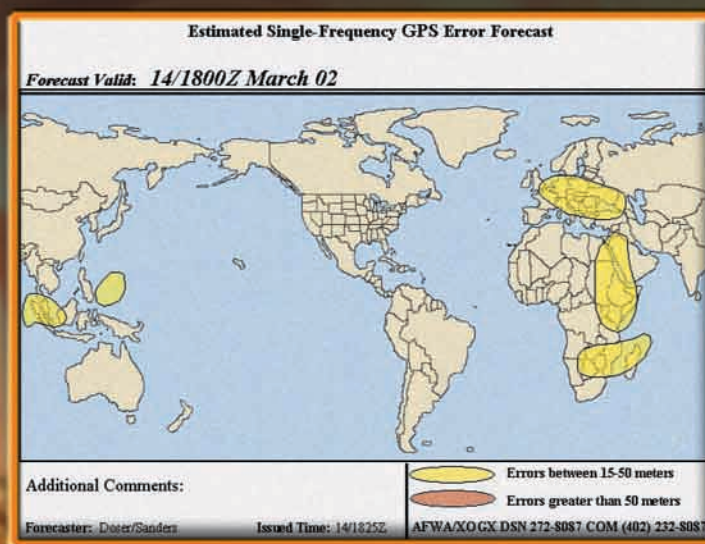 Estimated Single-Frequency GPS Error Forecast
Forecast Valid: 14/1800Z March 02
Additional Comments:
Errors between 15-50 meters
Errors greater than 50 meters
Forecaster: Doser/Sanders Issued Time: 14/1825Z AFWA/XOGX DSN 272-8087 COM (402) 232-8087